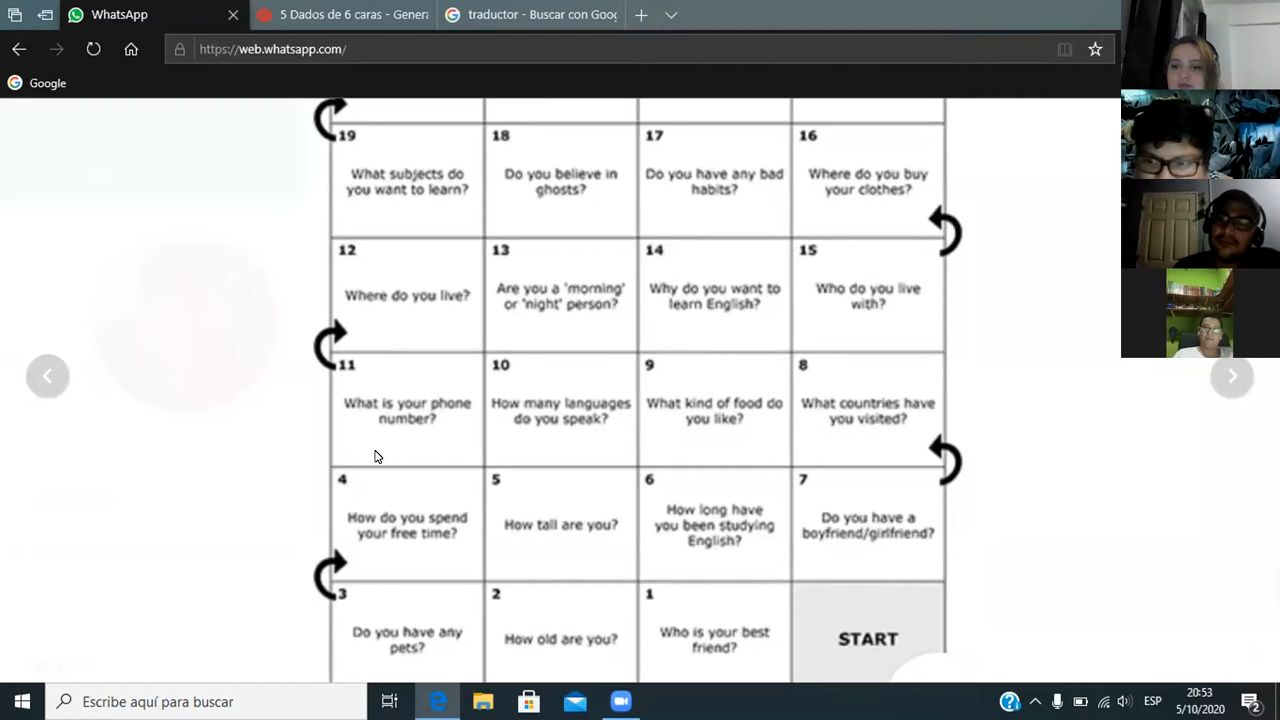 WhatsApp
5 Dados de 6 caras - Genera
traductor - Buscar con Goog
https://web.whatsapp.com/
Google
19
What subjects do
you want to learn?
18
Do you believe in
ghosts?
17
Do you have any bad
habits?
16
Where do you buy
your clothes?
12
Where do you live?
13
Are you a 'morning'
or 'night' person?
14
Why do you want to
learn English?
15
Who do you live
with?
11
What is your phone
number?
10
How many languages
do you speak?
9
What kind of food do
you like?
8
What countries have
you visited?
4
How do you spend
your free time?
5
How tall are you?
6
How long have
you been studying
English?
7
Do you have a
boyfriend/girlfriend?
3
Do you have any
pets?
2
How old are you?
1
Who is your best
friend?
START
Escribe aquí para buscar
ESP
20:53
5/10/2020
2